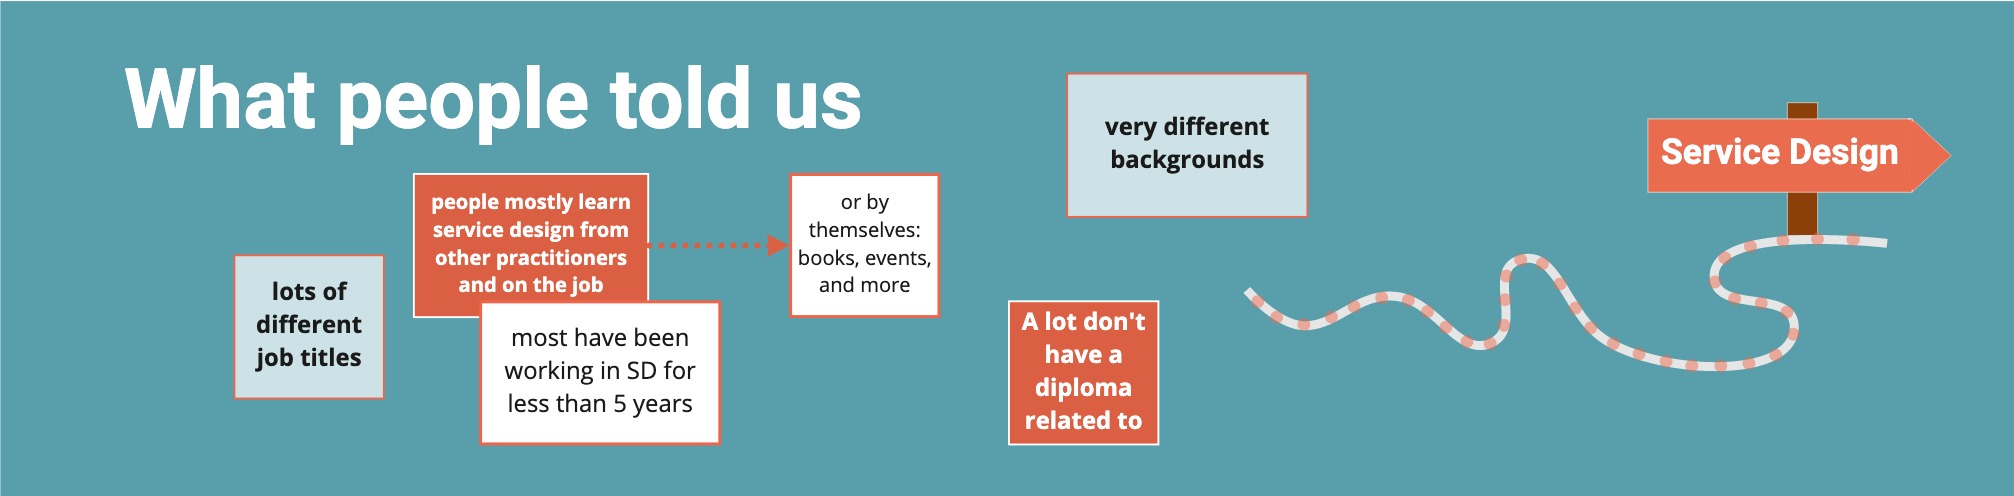 What people told us
lots of
different
job titles
people mostly learn
service design from
other practitioners
and on the job
most have been
working in SD for
less than 5 years
or by
themselves:
books, events,
and more
very different
backgrounds
A lot don't
have a
diploma
related to
Service Design